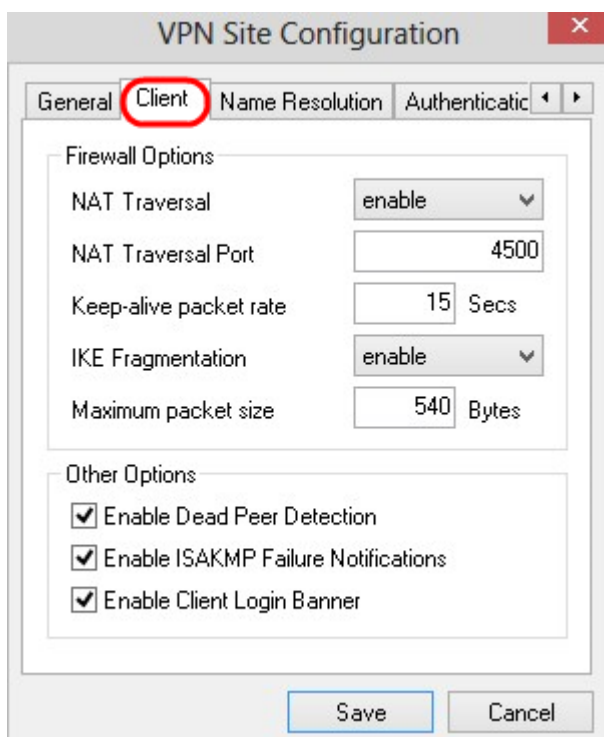 VPN Site Configuration
General Client Name Resolution Authenticatic
Firewall Options
NAT Traversal enable
NAT Traversal Port 4500
Keep-alive packet rate 15 Secs
IKE Fragmentation enable
Maximum packet size 540 Bytes
Other Options
Enable Dead Peer Detection
Enable ISAKMP Failure Notifications
Enable Client Login Banner
Save Cancel